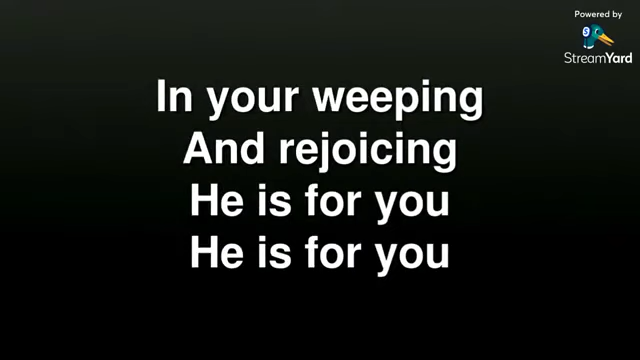 Powered by
StreamYard
In your weeping
And rejoicing
He is for you
He is for you